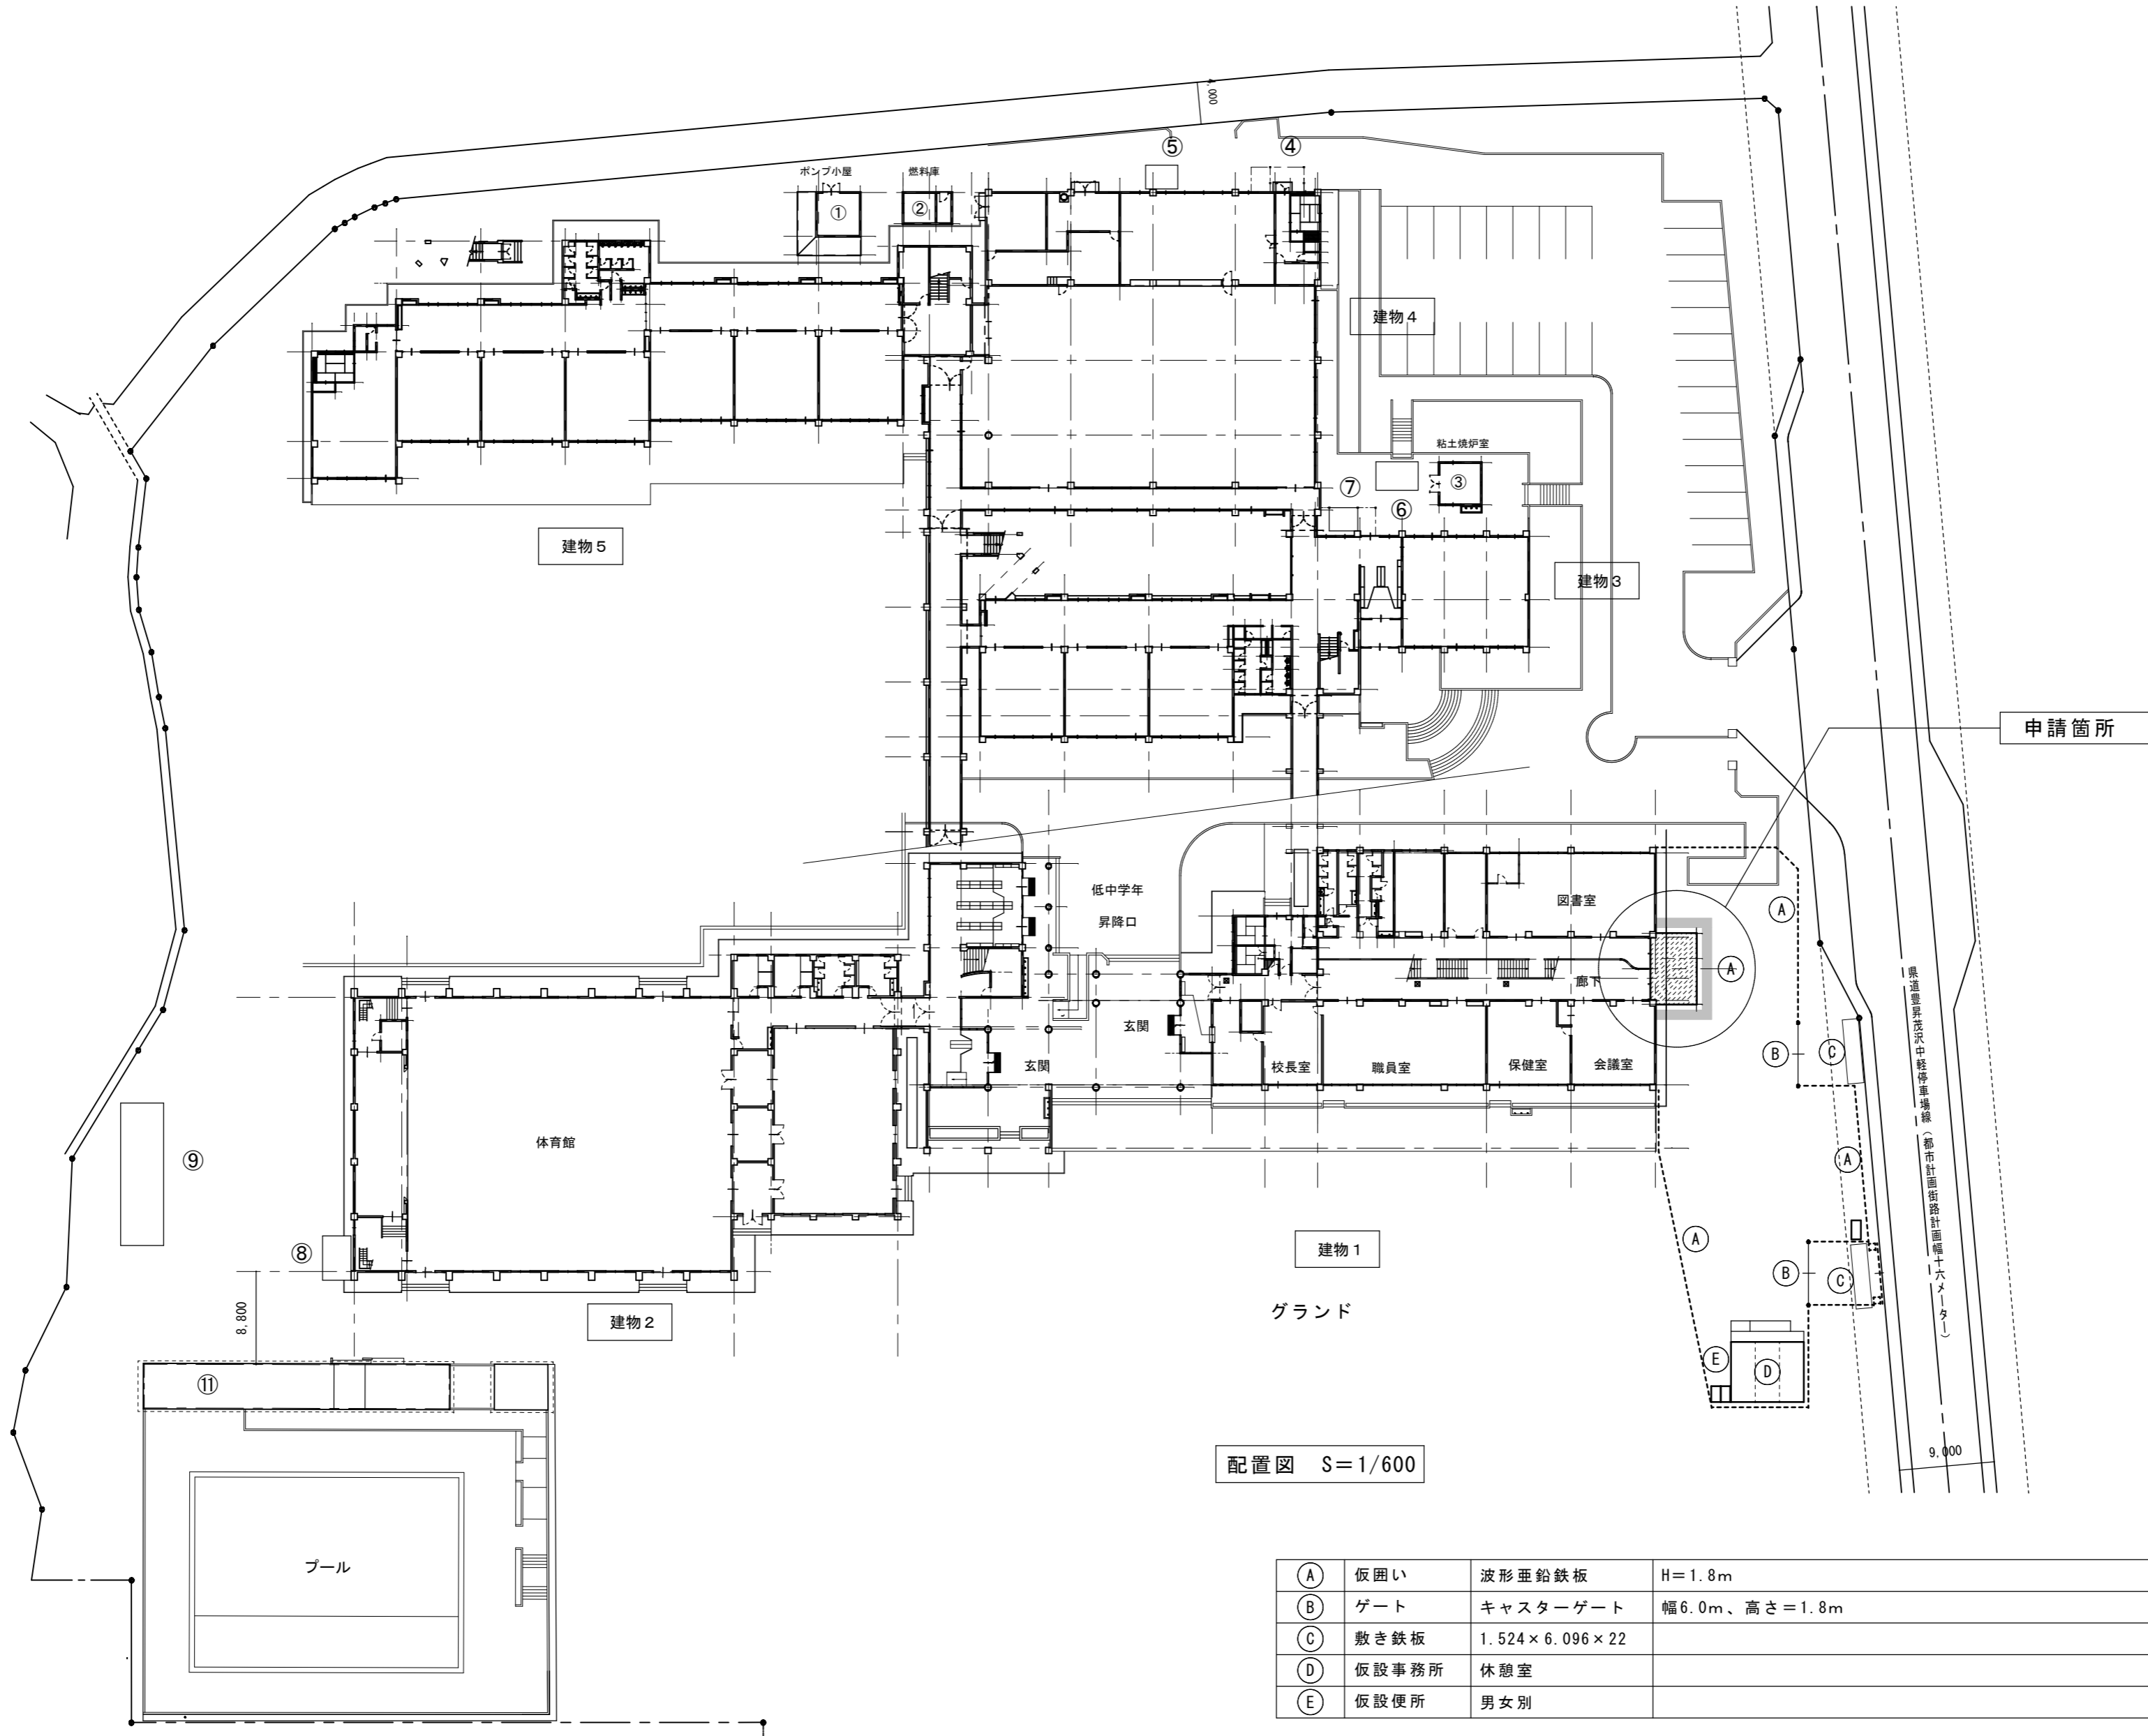 4,000
⑤
④
ポンプ小屋
燃料庫
①
②
建物４
粘土焼炉室
③
⑦
⑥
建物５
建物３
申請箇所
低中学年
昇降口
図書室
Ⓐ
Ⓐ
廊下
玄関
玄関
校長室
職員室
保健室
会議室
Ⓑ
Ⓒ
県道豊昇茂沢中軽停車場線（都市計画街路計画幅十六メーター）
体育館
⑨
Ⓐ
Ⓐ
⑧
建物１
Ⓑ
Ⓒ
8,800
建物２
グランド
Ⓔ
Ⓓ
⑪
配置図　S＝1/600
9,000
プール
Ⓐ 仮囲い 波形亜鉛鉄板 H＝1.8m
Ⓑ ゲート キャスターゲート 幅6.0m、高さ＝1.8m
Ⓒ 敷き鉄板 1.524×6.096×22
Ⓓ 仮設事務所 休憩室
Ⓔ 仮設便所 男女別